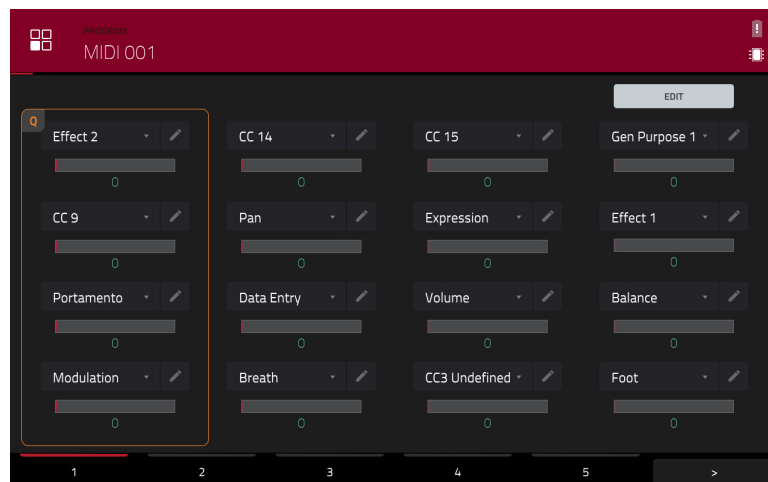 PROGRAM
MIDI 001
!
EDIT
Q
Effect 2 CC 14 CC 15 Gen Purpose 1
0 0 0 0
CC 9 Pan Expression Effect 1
0 0 0 0
Portamento Data Entry Volume Balance
0 0 0 0
Modulation Breath CC3 Undefined Foot
0 0 0 0
1 2 3 4 5 >